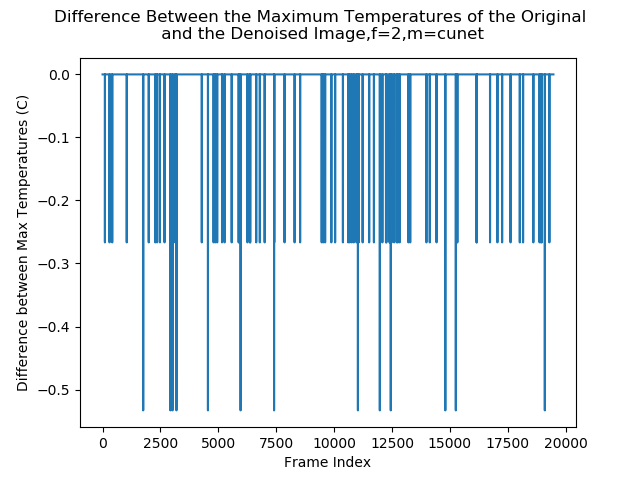 Difference Between the Maximum Temperatures of the Original
and the Denoised Image,f=2,m=cunet
0.0
−0.1
−0.2
−0.3
−0.4
−0.5
Difference between Max Temperatures (C)
0 2500 5000 7500 10000 12500 15000 17500 20000
Frame Index